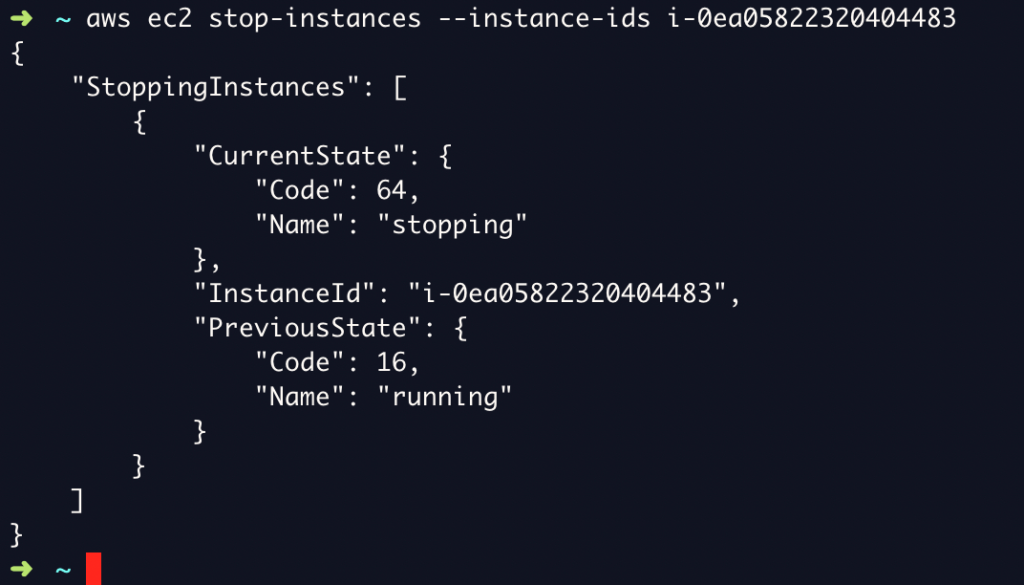 ➜  ~ aws ec2 stop-instances --instance-ids i-0ea05822320404483
{
    "StoppingInstances": [
        {
            "CurrentState": {
                "Code": 64,
                "Name": "stopping"
            },
            "InstanceId": "i-0ea05822320404483",
            "PreviousState": {
                "Code": 16,
                "Name": "running"
            }
        }
    ]
}
➜  ~